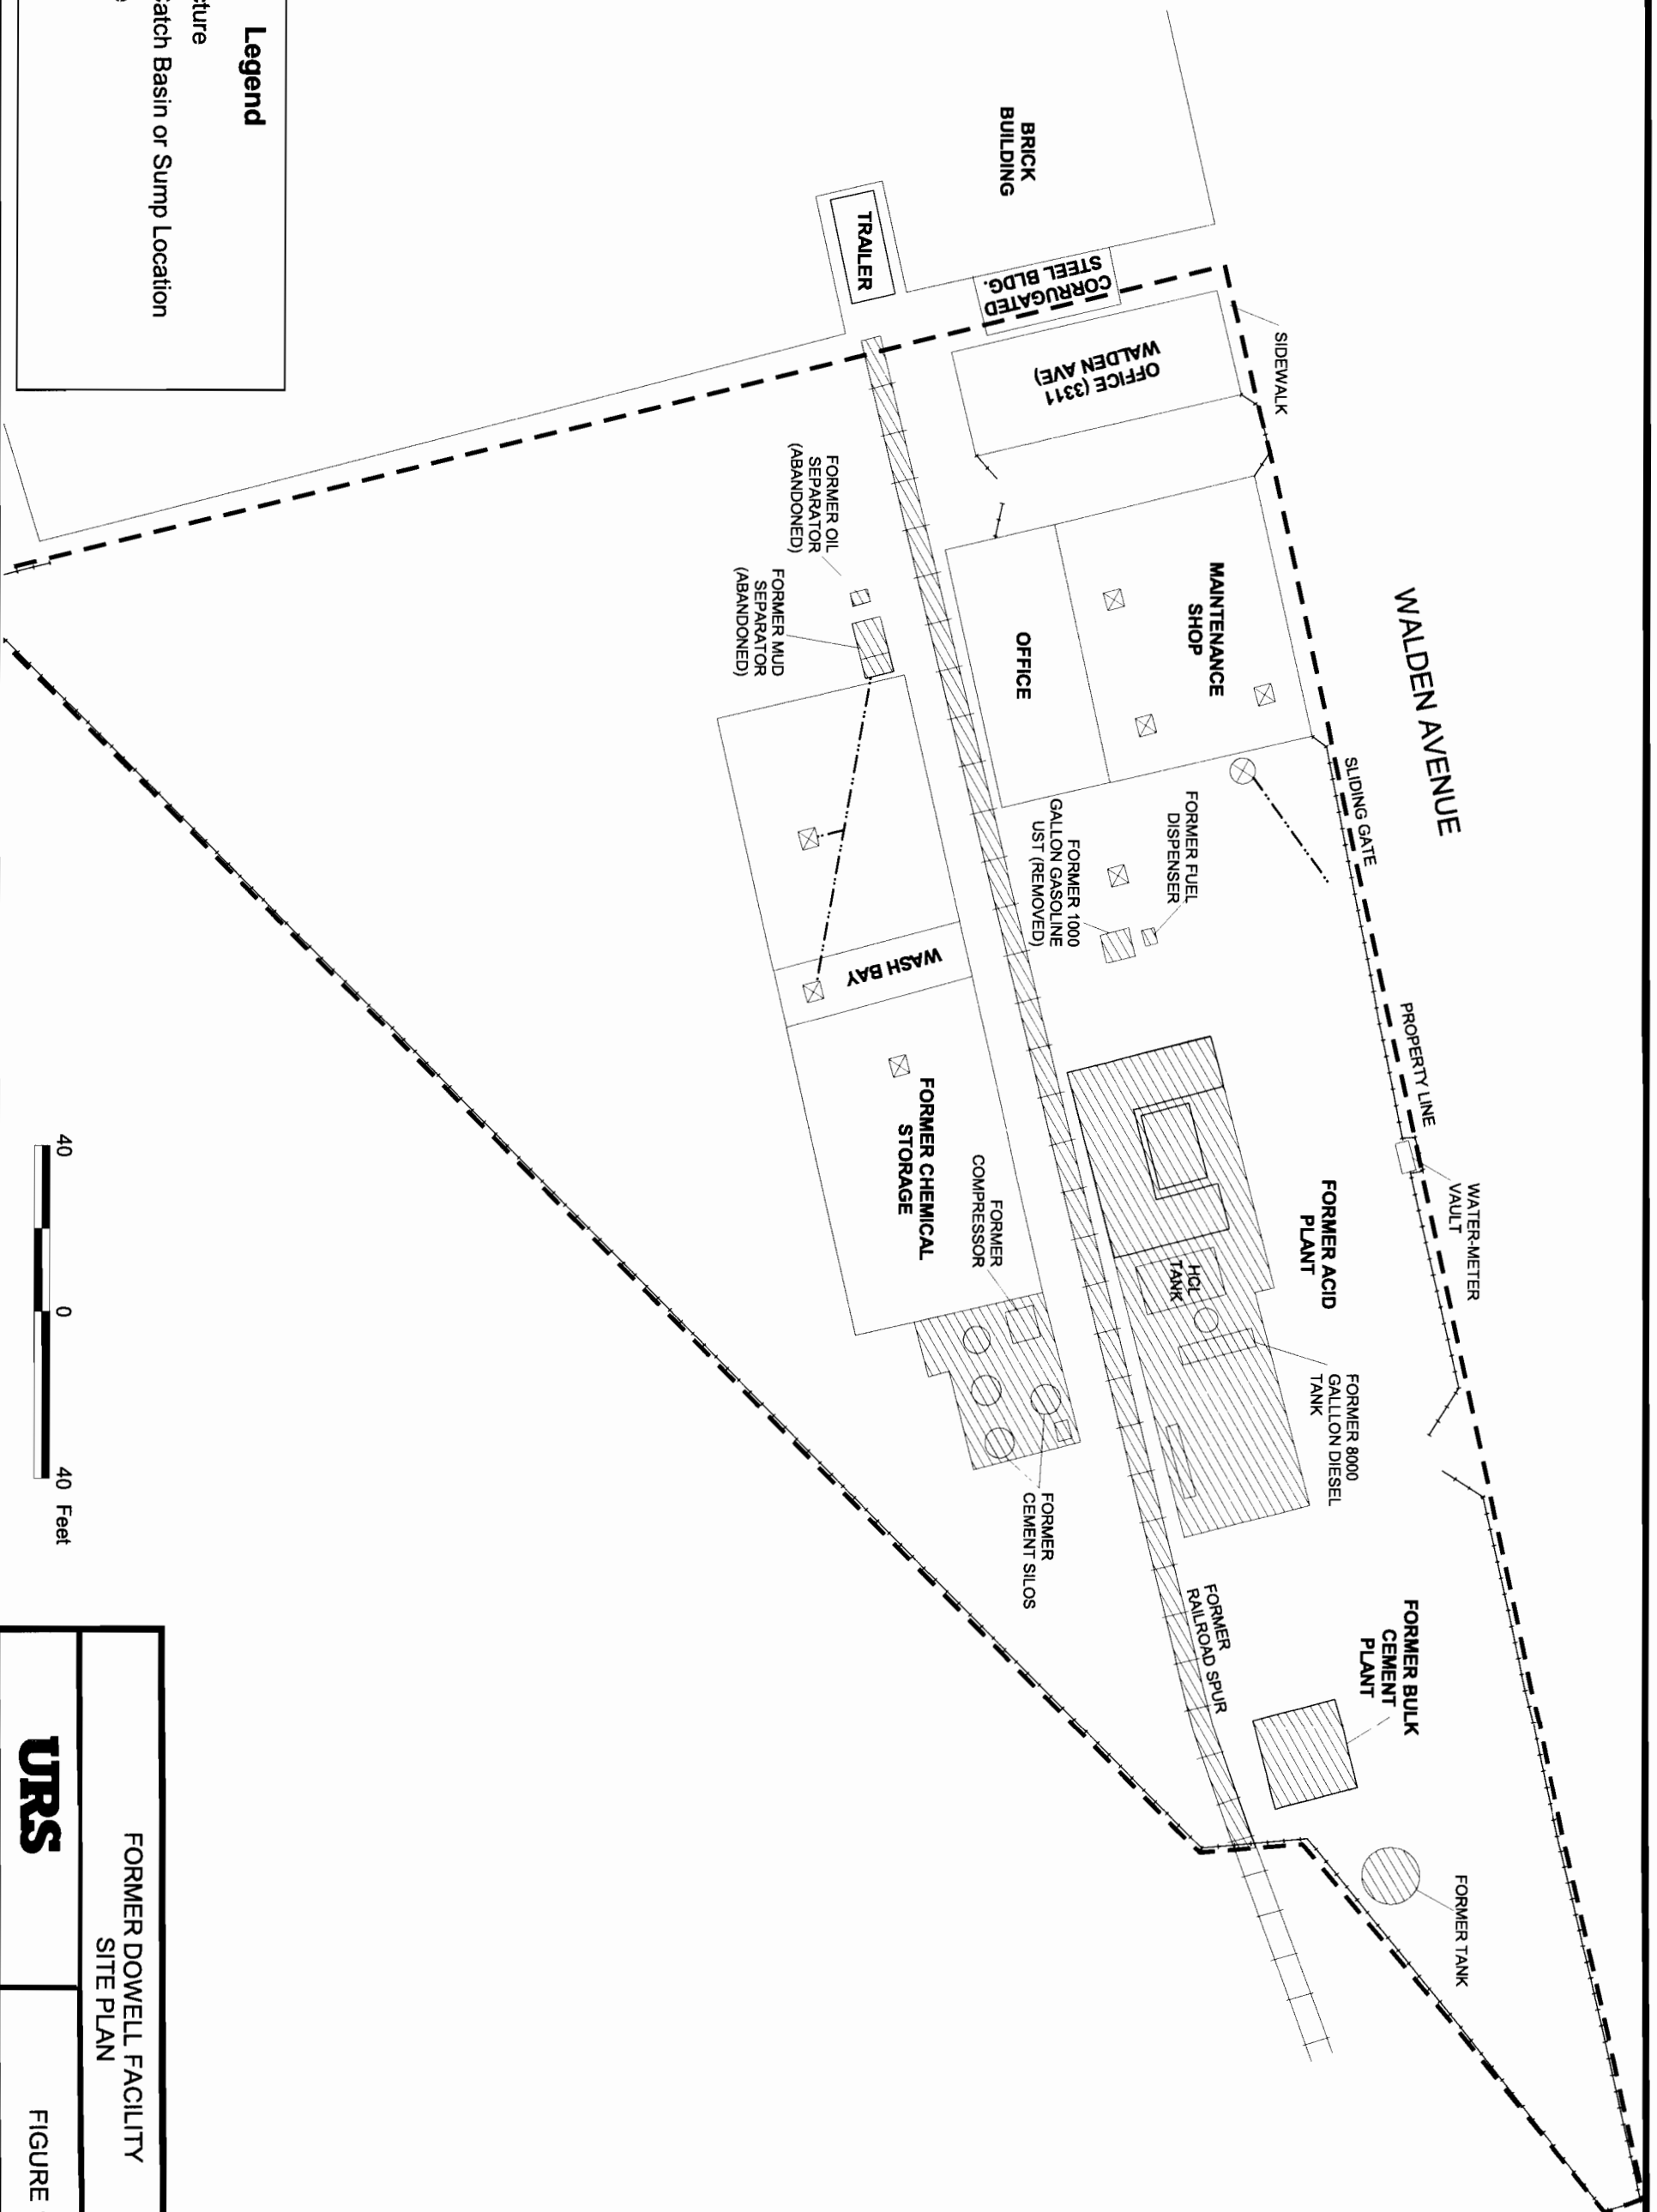 WALDEN AVENUE
SIDEWALK
SLIDING GATE
PROPERTY LINE
WATER-METER
VAULT
BRICK
BUILDING
CORRUGATED
STEEL BLDG.
TRAILER
OFFICE (3311
WALDEN AVE)
MAINTENANCE
SHOP
OFFICE
FORMER FUEL
DISPENSER
FORMER 1000
GALLON GASOLINE
UST (REMOVED)
FORMER ACID
PLANT
HCL
TANK
FORMER 8000
GALLLON DIESEL
TANK
FORMER BULK
CEMENT
PLANT
FORMER TANK
FORMER
RAILROAD SPUR
FORMER OIL
SEPARATOR
(ABANDONED)
FORMER MUD
SEPARATOR
(ABANDONED)
WASH BAY
FORMER CHEMICAL
STORAGE
FORMER
COMPRESSOR
FORMER
CEMENT SILOS
Legend
cture
Catch Basin or Sump Location
e
40 0 40 Feet
FORMER DOWELL FACILITY
SITE PLAN
URS
FIGURE